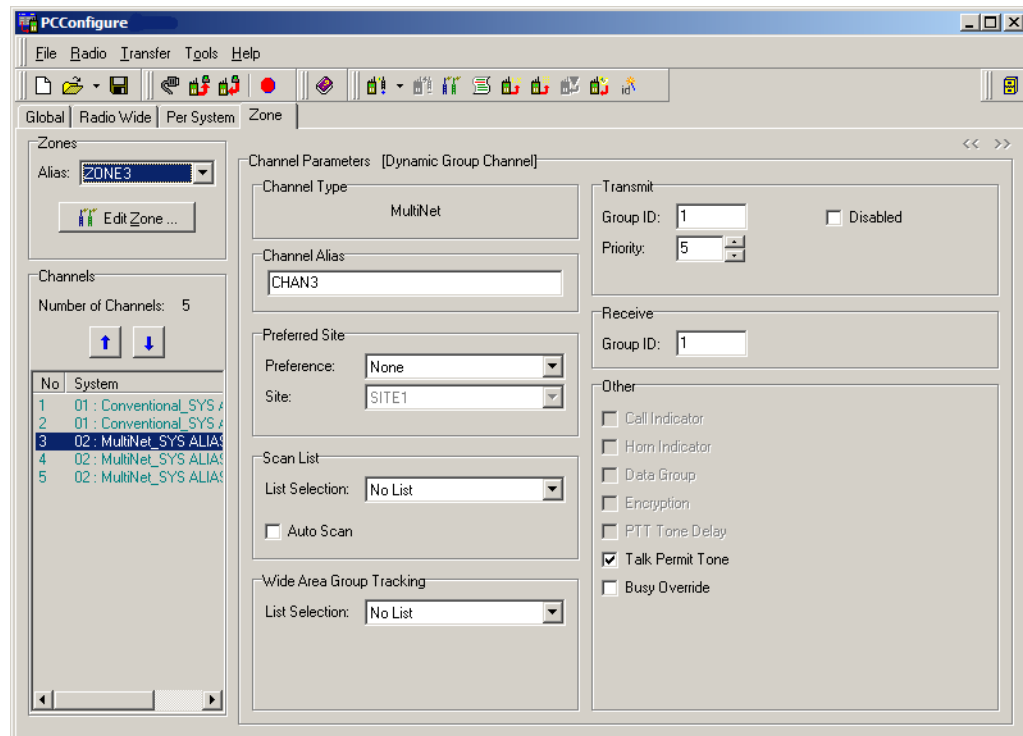 PCConfigure
File Radio Transfer Tools Help
id
Global Radio Wide Per System Zone
<< >>
Zones
Alias: ZONE3
Edit Zone ...
Channels
Number of Channels: 5
No System
1 01 : Conventional_SYS
2 01 : Conventional_SYS
3 02 : MultiNet_SYS ALIAS
4 02 : MultiNet_SYS ALIAS
5 02 : MultiNet_SYS ALIAS
Channel Parameters [Dynamic Group Channel]
Channel Type
MultiNet
Channel Alias
CHAN3
Preferred Site
Preference: None
Site: SITE1
Scan List
List Selection: No List
Auto Scan
Wide Area Group Tracking
List Selection: No List
Transmit
Group ID: 1 Disabled
Priority: 5
Receive
Group ID: 1
Other
Call Indicator
Horn Indicator
Data Group
Encryption
PTT Tone Delay
Talk Permit Tone
Busy Override